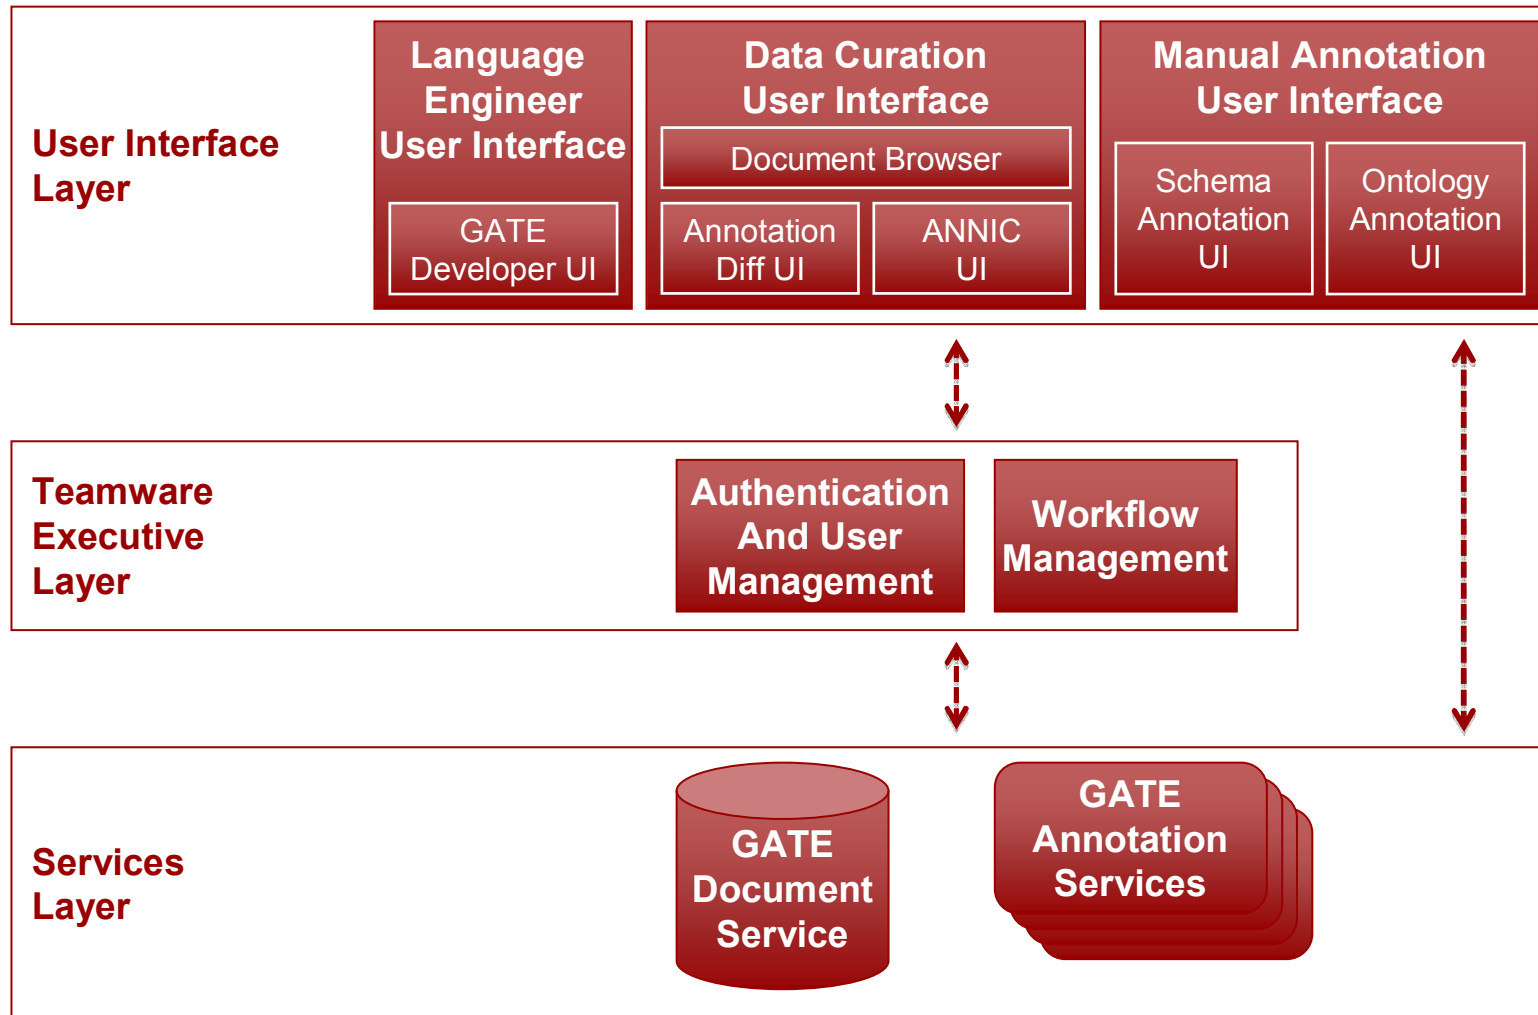 User Interface
Layer
Language
Engineer
User Interface
GATE
Developer UI
Data Curation
User Interface
Document Browser
Annotation
Diff UI
ANNIC
UI
Manual Annotation
User Interface
Schema
Annotation
UI
Ontology
Annotation
UI
Teamware
Executive
Layer
Authentication
And User
Management
Workflow
Management
Services
Layer
GATE
Document
Service
GATE
Annotation
Services